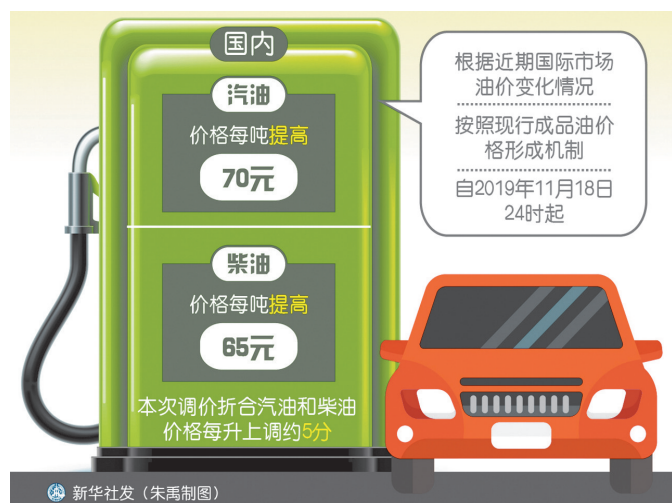 国内
汽油
价格每吨提高
70元
柴油
价格每吨提高
65元
本次调价折合汽油和柴油
价格每升上调约5分
根据近期国际市场
油价变化情况
按照现行成品油价
格形成机制
自2019年11月18日
24时起
新华社发（朱禹制图）